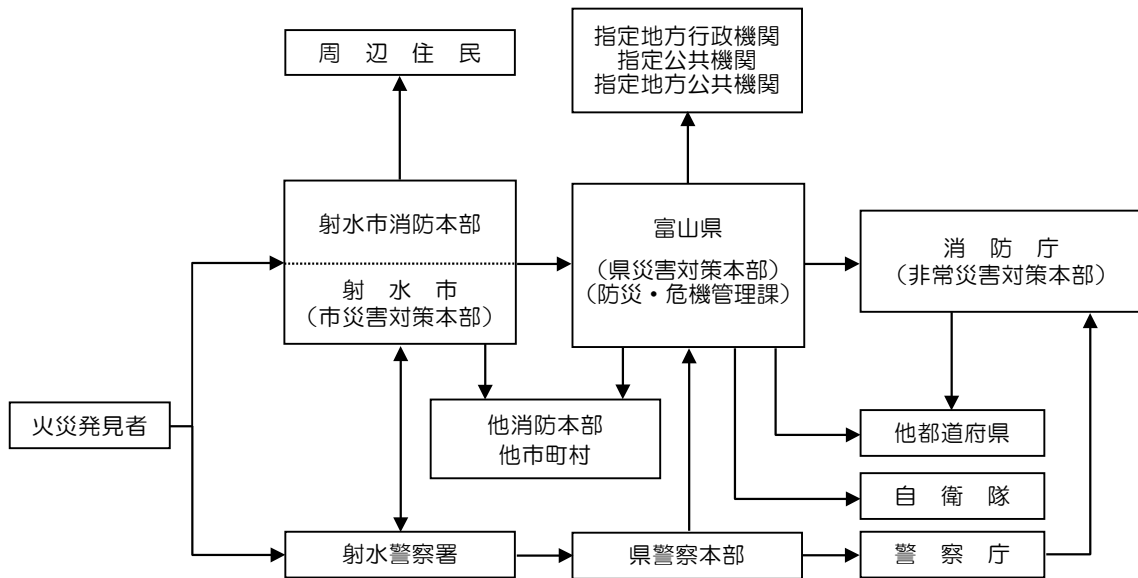 周　辺　住　民
指定地方行政機関
指定公共機関
指定地方公共機関
射水市消防本部
射　水　市
（市災害対策本部）
富山県
（県災害対策本部）
（防災・危機管理課）
消　防　庁
（非常災害対策本部）
火災発見者
他消防本部
他市町村
他都道府県
自　衛　隊
射水警察署
県警察本部
警　察　庁